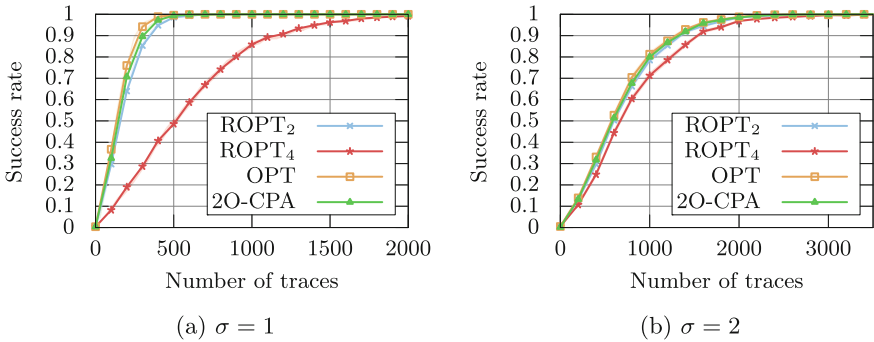 1
0.9
0.8
0.7
0.6
0.5
0.4
0.3
0.2
0.1
0
Success rate
ROPT₂
ROPT₄
OPT
2O-CPA
0 500 1000 1500 2000
Number of traces
(a) σ = 1
1
0.9
0.8
0.7
0.6
0.5
0.4
0.3
0.2
0.1
0
Success rate
ROPT₂
ROPT₄
OPT
2O-CPA
0 1000 2000 3000
Number of traces
(b) σ = 2